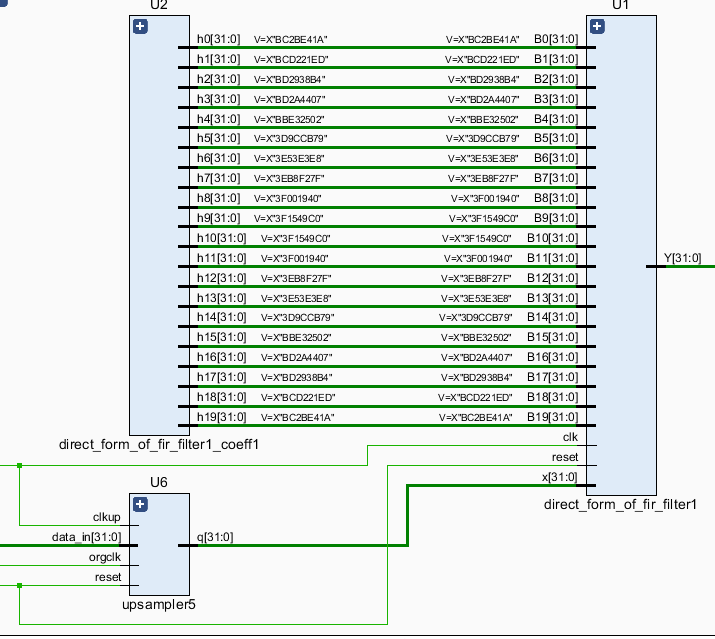 U2 U1
h0[31:0] V=X"BC2BE41A" V=X"BC2BE41A" B0[31:0]
h1[31:0] V=X"BCD221ED" V=X"BCD221ED" B1[31:0]
h2[31:0] V=X"BD2938B4" V=X"BD2938B4" B2[31:0]
h3[31:0] V=X"BD2A4407" V=X"BD2A4407" B3[31:0]
h4[31:0] V=X"BBE32502" V=X"BBE32502" B4[31:0]
h5[31:0] V=X"3D9CCB79" V=X"3D9CCB79" B5[31:0]
h6[31:0] V=X"3E53E3E8" V=X"3E53E3E8" B6[31:0]
h7[31:0] V=X"3EB8F27F" V=X"3EB8F27F" B7[31:0]
h8[31:0] V=X"3F001940" V=X"3F001940" B8[31:0]
h9[31:0] V=X"3F1549C0" V=X"3F1549C0" B9[31:0]
h10[31:0] V=X"3F1549C0" V=X"3F1549C0" B10[31:0]
h11[31:0] V=X"3F001940" V=X"3F001940" B11[31:0]
Y[31:0]
h12[31:0] V=X"3EB8F27F" V=X"3EB8F27F" B12[31:0]
h13[31:0] V=X"3E53E3E8" V=X"3E53E3E8" B13[31:0]
h14[31:0] V=X"3D9CCB79" V=X"3D9CCB79" B14[31:0]
h15[31:0] V=X"BBE32502" V=X"BBE32502" B15[31:0]
h16[31:0] V=X"BD2A4407" V=X"BD2A4407" B16[31:0]
h17[31:0] V=X"BD2938B4" V=X"BD2938B4" B17[31:0]
h18[31:0] V=X"BCD221ED" V=X"BCD221ED" B18[31:0]
h19[31:0] V=X"BC2BE41A" V=X"BC2BE41A" B19[31:0]
direct_form_of_fir_filter1_coeff1
clk
reset
x[31:0]
direct_form_of_fir_filter1
U6
clkup
data_in[31:0] q[31:0]
orgclk
reset
upsampler5